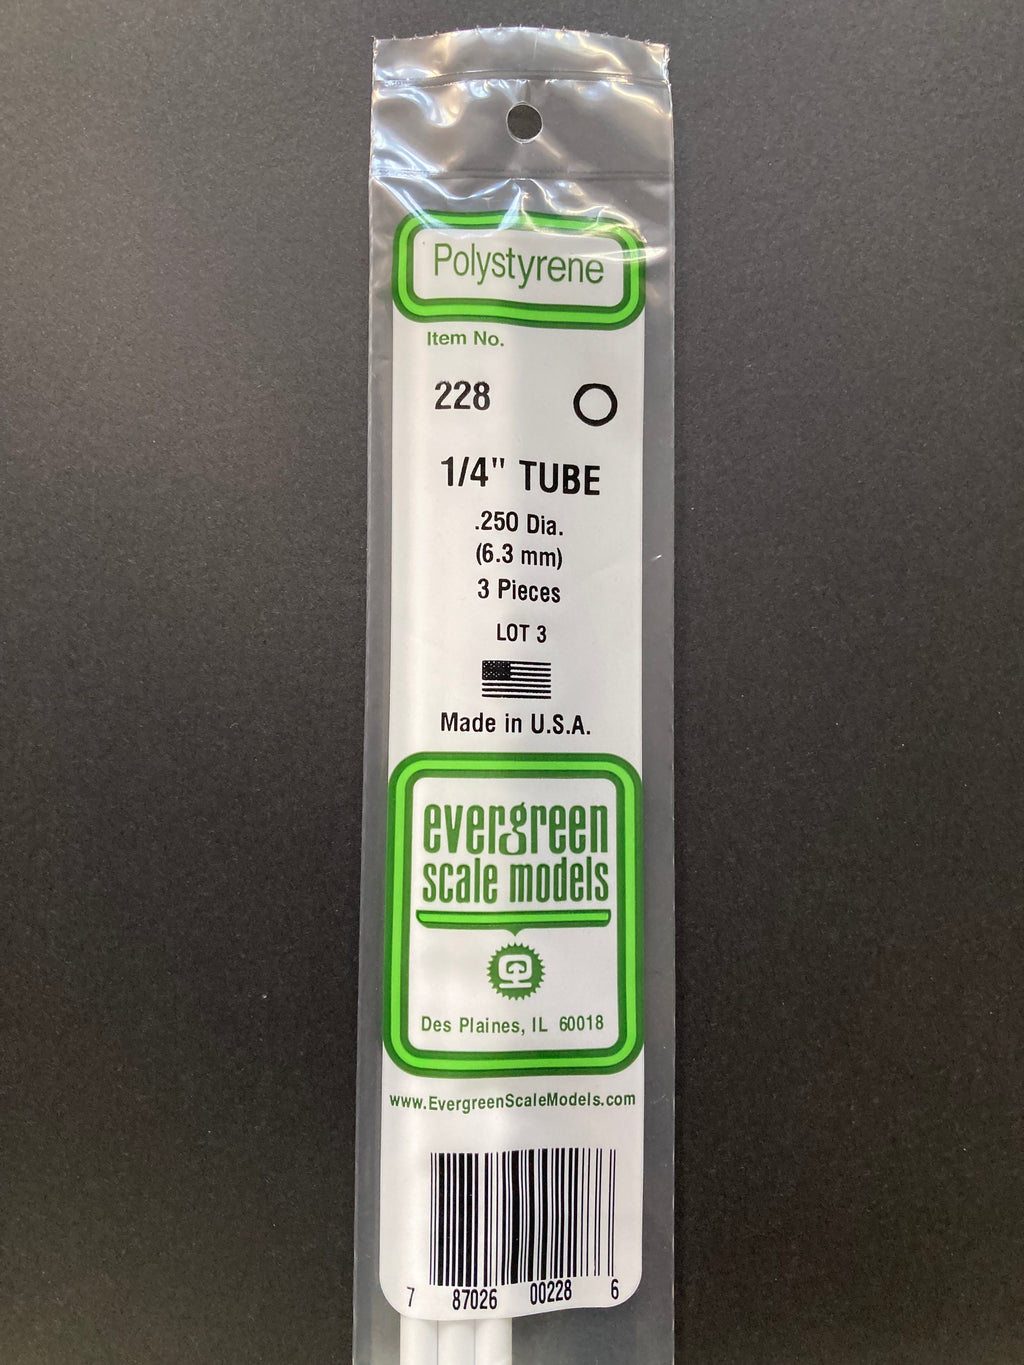 Polystyrene
Item No.
228
1/4" TUBE
.250 Dia.
(6.3 mm)
3 Pieces
LOT 3
Made in U.S.A.
evergreen
scale models
Des Plaines, IL 60018
www.EvergreenScaleModels.com
7 87026 00228 6